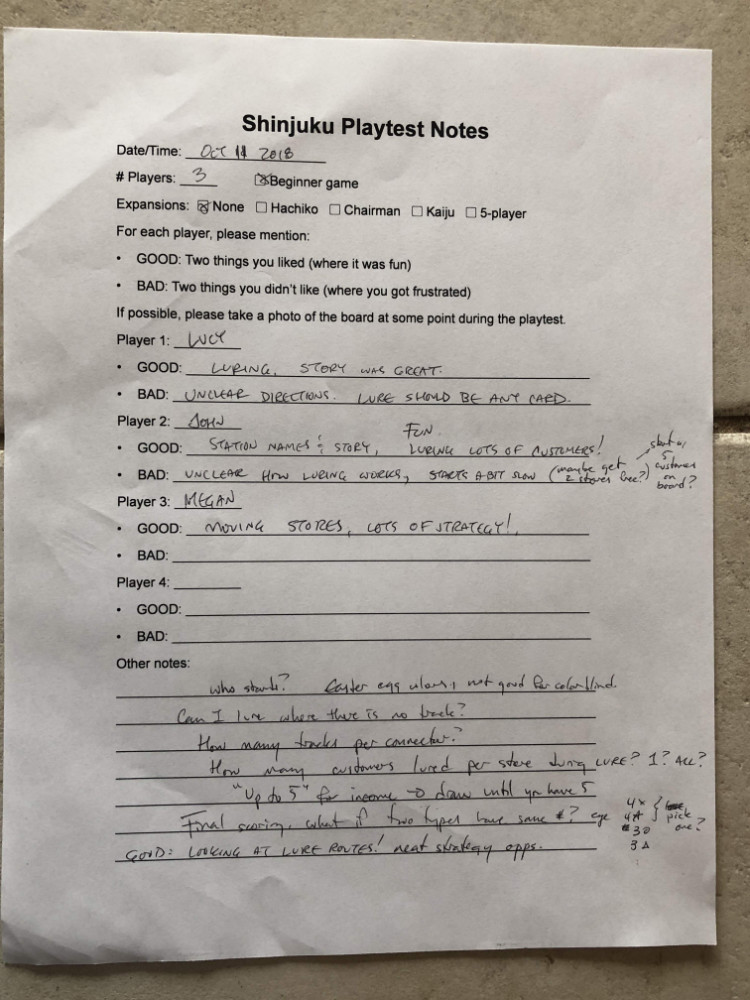 Shinjuku Playtest Notes
Date/Time: OCT 11 2018
# Players: 3 ☒Beginner game
Expansions: ☒ None ☐ Hachiko ☐ Chairman ☐ Kaiju ☐ 5-player
For each player, please mention:
• GOOD: Two things you liked (where it was fun)
• BAD: Two things you didn't like (where you got frustrated)
If possible, please take a photo of the board at some point during the playtest.
Player 1: LUCY
• GOOD: LURING, STORY WAS GREAT.
• BAD: UNCLEAR DIRECTIONS. LURE SHOULD BE ANY CARD.
Player 2: JOHN
• GOOD: STATION NAMES & STORY, FUN LURING LOTS OF CUSTOMERS!
• BAD: UNCLEAR HOW LURING WORKS, STARTS A BIT SLOW (maybe get 2 stores free?) start w/ 5 customers on board?
Player 3: MEGAN
• GOOD: MOVING STORES, LOTS OF STRATEGY!
• BAD:
Player 4:
• GOOD:
• BAD:
Other notes:
who starts? Easter egg colours, not good for colorblind.
Can I lure where there is no track?
How many tracks per connector?
How many customers lured per store during LURE? 1? ALL?
"Up to 5" for income → draw until you have 5
Final scoring, what if two types have same #? eg
4 ×
4 ★
3
3 △
pick one?
GOOD: LOOKING AT LURE ROUTES! neat strategy opps.